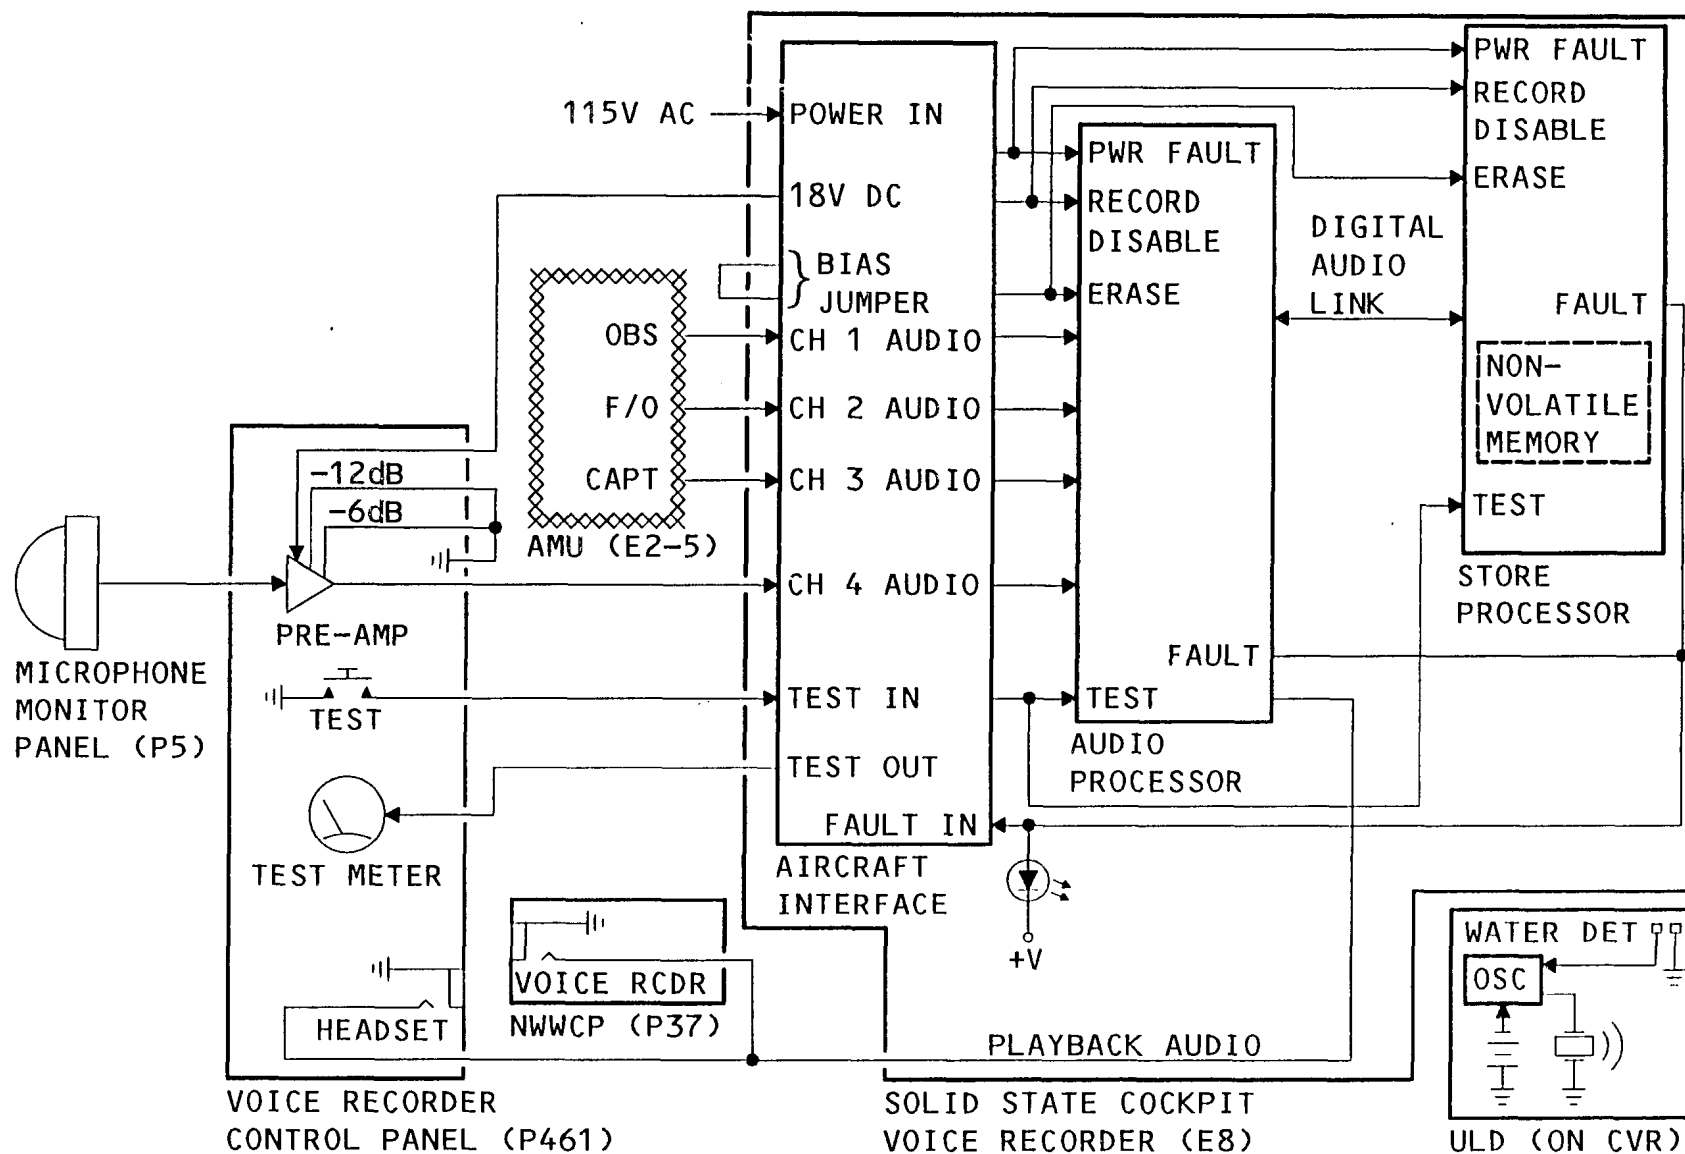 PWR FAULT
RECORD
DISABLE
ERASE
115V AC
POWER IN
PWR FAULT
18V DC
RECORD
DISABLE
DIGITAL
AUDIO
LINK
BIAS
JUMPER
ERASE
FAULT
OBS
CH 1 AUDIO
NON-
VOLATILE
MEMORY
F/O
CH 2 AUDIO
-12dB
CAPT
CH 3 AUDIO
-6dB
TEST
AMU (E2-5)
CH 4 AUDIO
STORE
PROCESSOR
PRE-AMP
MICROPHONE
MONITOR
PANEL (P5)
FAULT
TEST
TEST IN
TEST
AUDIO
PROCESSOR
TEST OUT
FAULT IN
TEST METER
AIRCRAFT
INTERFACE
WATER DET
+V
OSC
VOICE RCDR
HEADSET
NWWCP (P37)
PLAYBACK AUDIO
VOICE RECORDER
CONTROL PANEL (P461)
SOLID STATE COCKPIT
VOICE RECORDER (E8)
ULD (ON CVR)